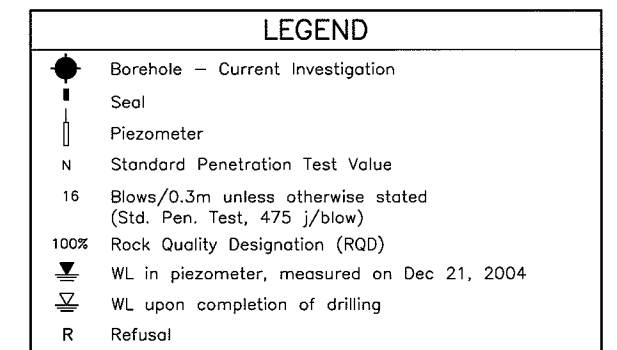 LEGEND
Borehole – Current Investigation
Seal
Piezometer
N Standard Penetration Test Value
16 Blows/0.3m unless otherwise stated
(Std. Pen. Test, 475 j/blow)
100% Rock Quality Designation (RQD)
WL in piezometer, measured on Dec 21, 2004
WL upon completion of drilling
R Refusal